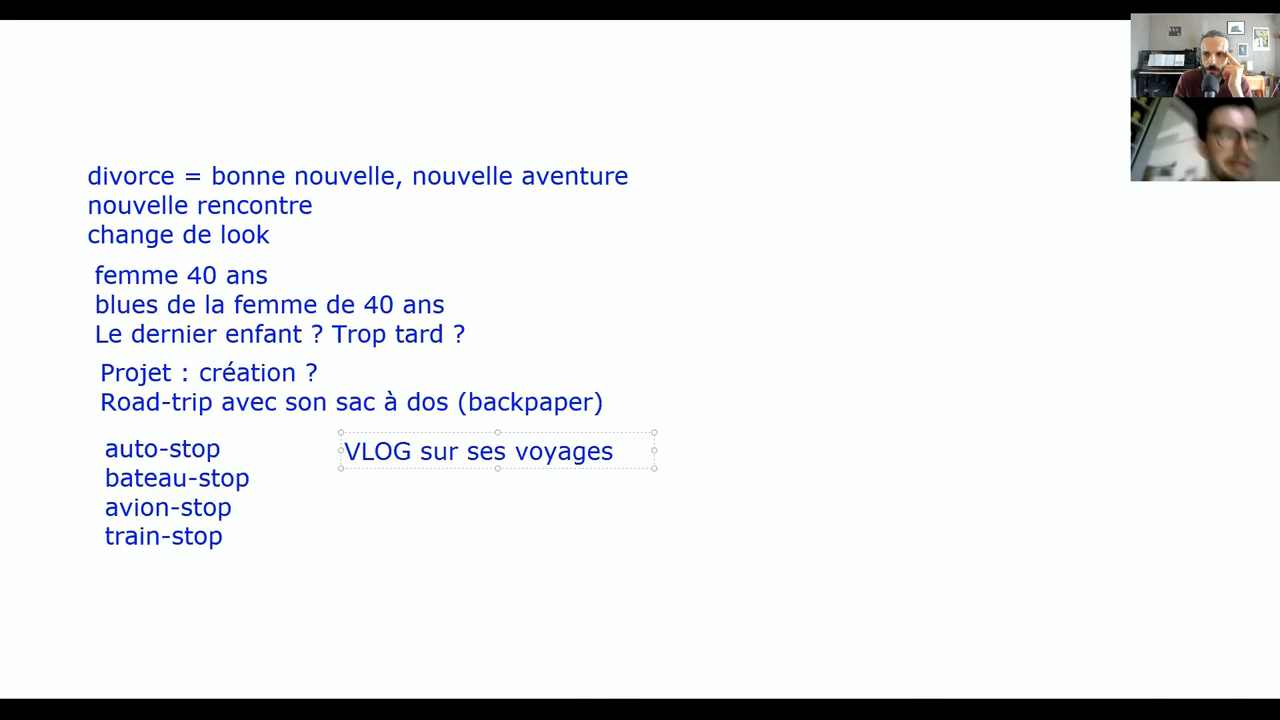 divorce = bonne nouvelle, nouvelle aventure
nouvelle rencontre
change de look
femme 40 ans
blues de la femme de 40 ans
Le dernier enfant ? Trop tard ?
Projet : création ?
Road-trip avec son sac à dos (backpaper)
auto-stop
bateau-stop
avion-stop
train-stop
VLOG sur ses voyages